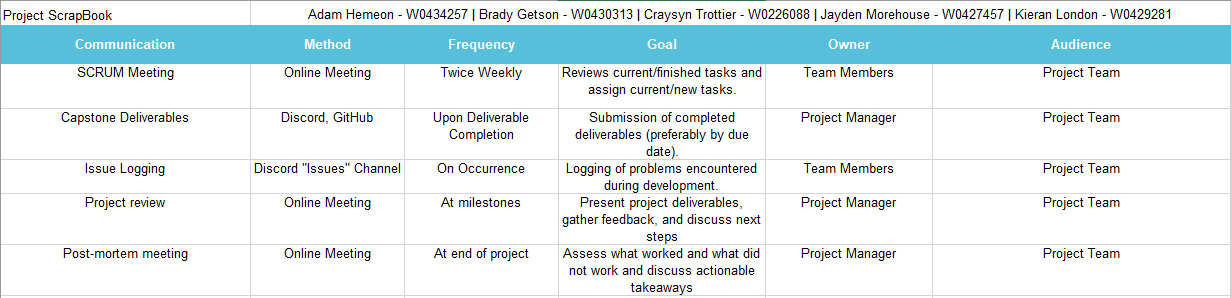 Project ScrapBook
Adam Hemeon - W0434257 | Brady Getson - W0430313 | Craysyn Trottier - W0226088 | Jayden Morehouse - W0427457 | Kieran London - W0429281
Communication Method Frequency Goal Owner Audience
SCRUM Meeting
Online Meeting
Twice Weekly
Reviews current/finished tasks and
assign current/new tasks.
Team Members
Project Team
Capstone Deliverables
Discord, GitHub
Upon Deliverable
Completion
Submission of completed
deliverables (preferably by due
date).
Project Manager
Project Team
Issue Logging
Discord "Issues" Channel
On Occurrence
Logging of problems encountered
during development.
Team Members
Project Team
Project review
Online Meeting
At milestones
Present project deliverables,
gather feedback, and discuss next
steps
Project Manager
Project Team
Post-mortem meeting
Online Meeting
At end of project
Assess what worked and what did
not work and discuss actionable
takeaways
Project Manager
Project Team